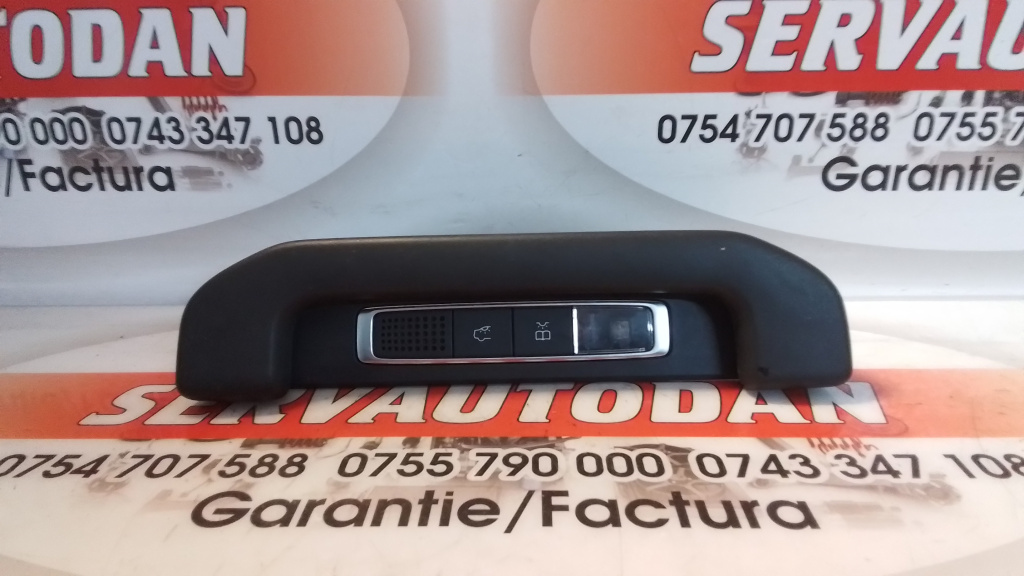 TODAN
0 000 0743 347 108
/Factura
SERVAU
0754 707 588 0755 7
Garantie/
SERVAUTODAN
0754 707 588 0755 790 000 0743 347 108
Garantie/Factura